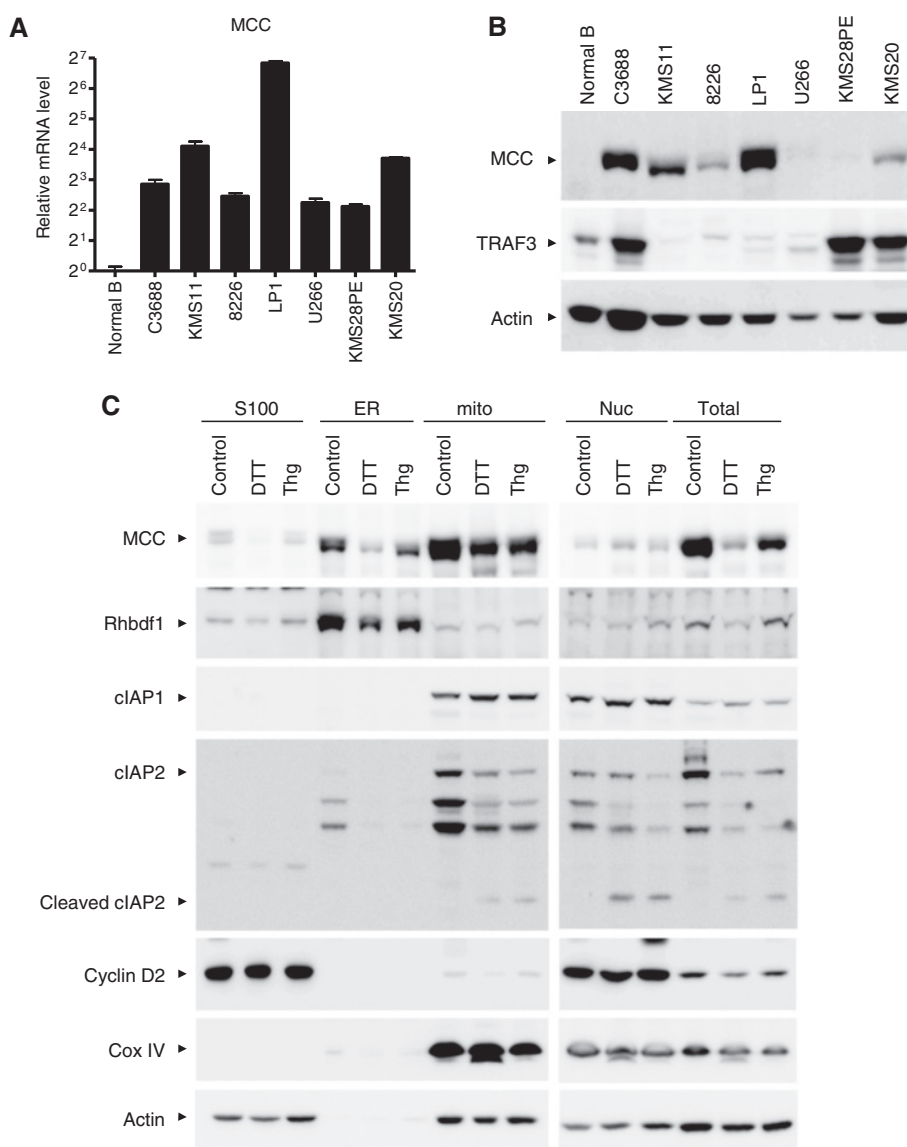 A
MCC
Relative mRNA level
2^7
2^6
2^5
2^4
2^3
2^2
2^1
2^0
Normal B
C3688
KMS11
8226
LP1
U266
KMS28PE
KMS20
B
Normal B
C3688
KMS11
8226
LP1
U266
KMS28PE
KMS20
MCC
TRAF3
Actin
C
S100 ER mito Nuc Total
Control DTT Thg Control DTT Thg Control DTT Thg Control DTT Thg Control DTT Thg
MCC
Rhbdf1
cIAP1
cIAP2
Cleaved cIAP2
Cyclin D2
Cox IV
Actin